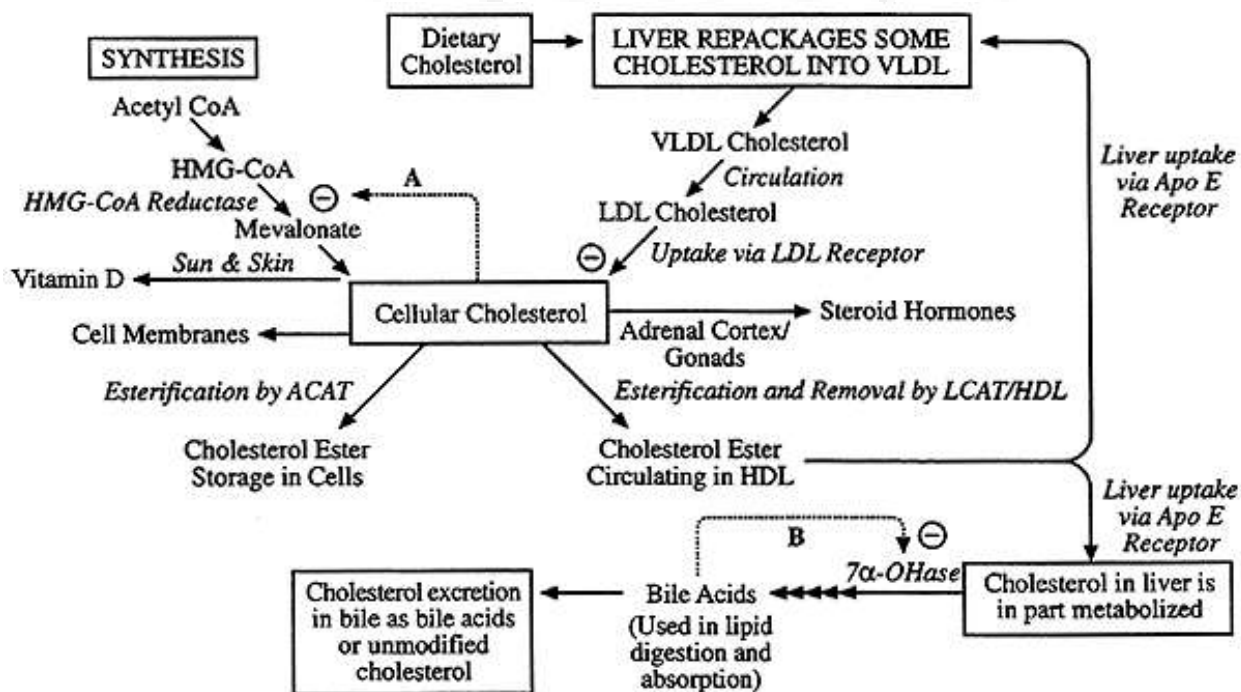 SYNTHESIS
Acetyl CoA
HMG-CoA
HMG-CoA Reductase
Mevalonate
A
Dietary
Cholesterol
LIVER REPACKAGES SOME
CHOLESTEROL INTO VLDL
VLDL Cholesterol
Circulation
LDL Cholesterol
Uptake via LDL Receptor
Liver uptake
via Apo E
Receptor
Sun & Skin
Vitamin D
Cellular Cholesterol
Cell Membranes
Steroid Hormones
Adrenal Cortex/
Gonads
Esterification by ACAT
Esterification and Removal by LCAT/HDL
Cholesterol Ester
Storage in Cells
Cholesterol Ester
Circulating in HDL
Liver uptake
via Apo E
Receptor
B
7α-OHase
Cholesterol in liver is
in part metabolized
Bile Acids
(Used in lipid
digestion and
absorption)
Cholesterol excretion
in bile as bile acids
or unmodified
cholesterol